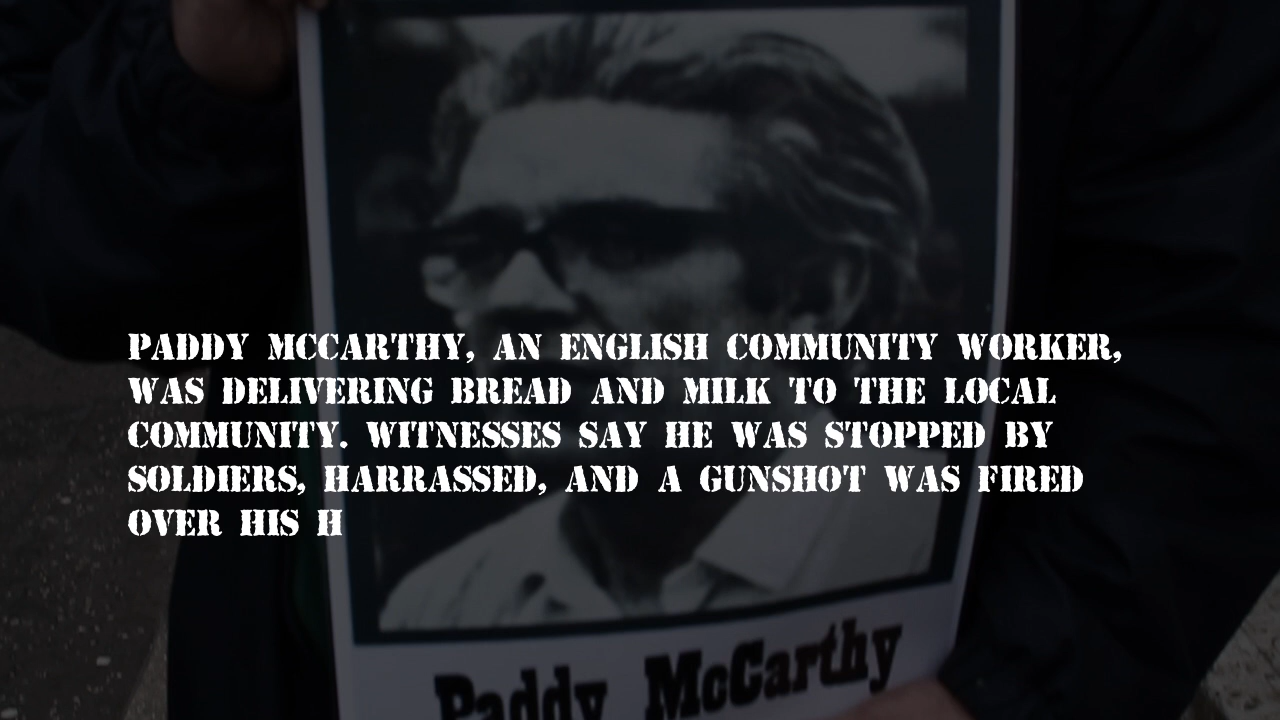 PADDY MCCARTHY, AN ENGLISH COMMUNITY WORKER,
WAS DELIVERING BREAD AND MILK TO THE LOCAL
COMMUNITY. WITNESSES SAY HE WAS STOPPED BY
SOLDIERS, HARRASSED, AND A GUNSHOT WAS FIRED
OVER HIS H
Paddy McCarthy